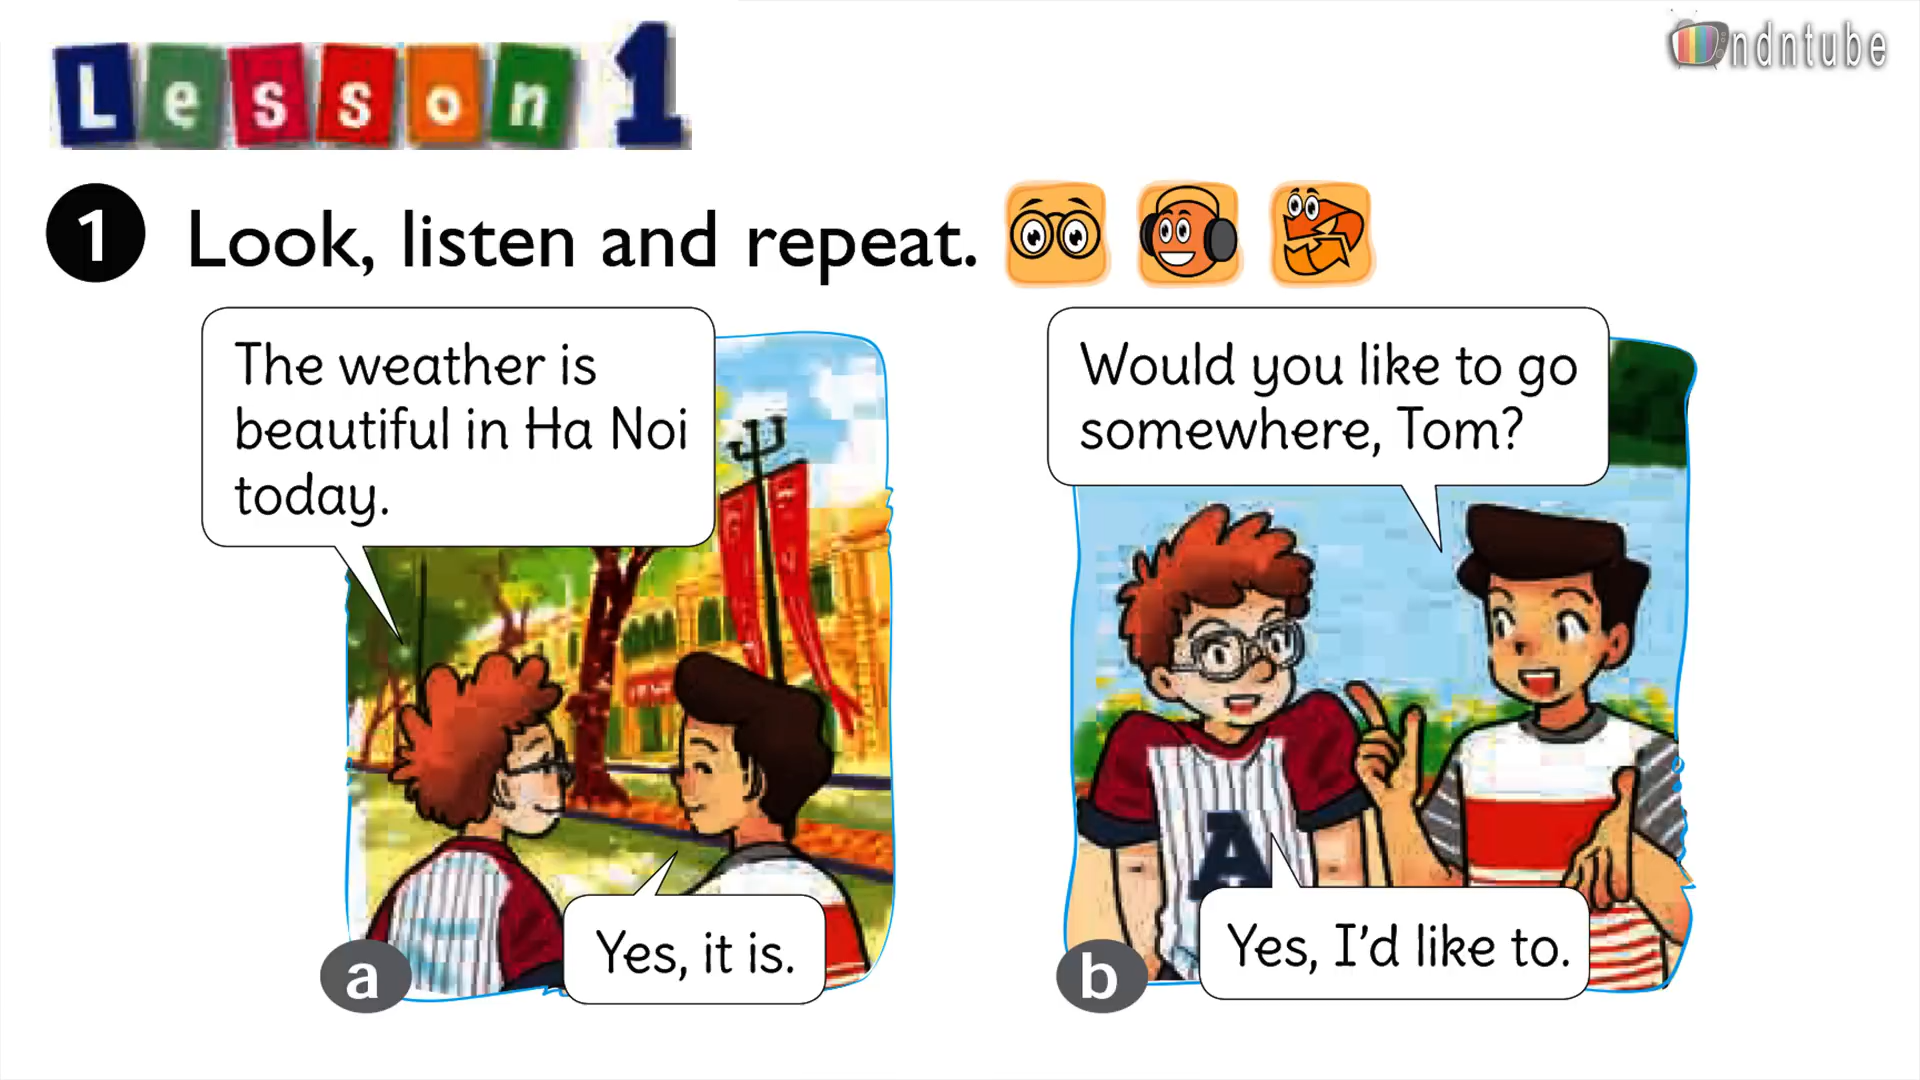 Lesson 1
ndntube
1 Look, listen and repeat.
The weather is
beautiful in Ha Noi
today.
Yes, it is.
a
Would you like to go
somewhere, Tom?
A
Yes, I'd like to.
b